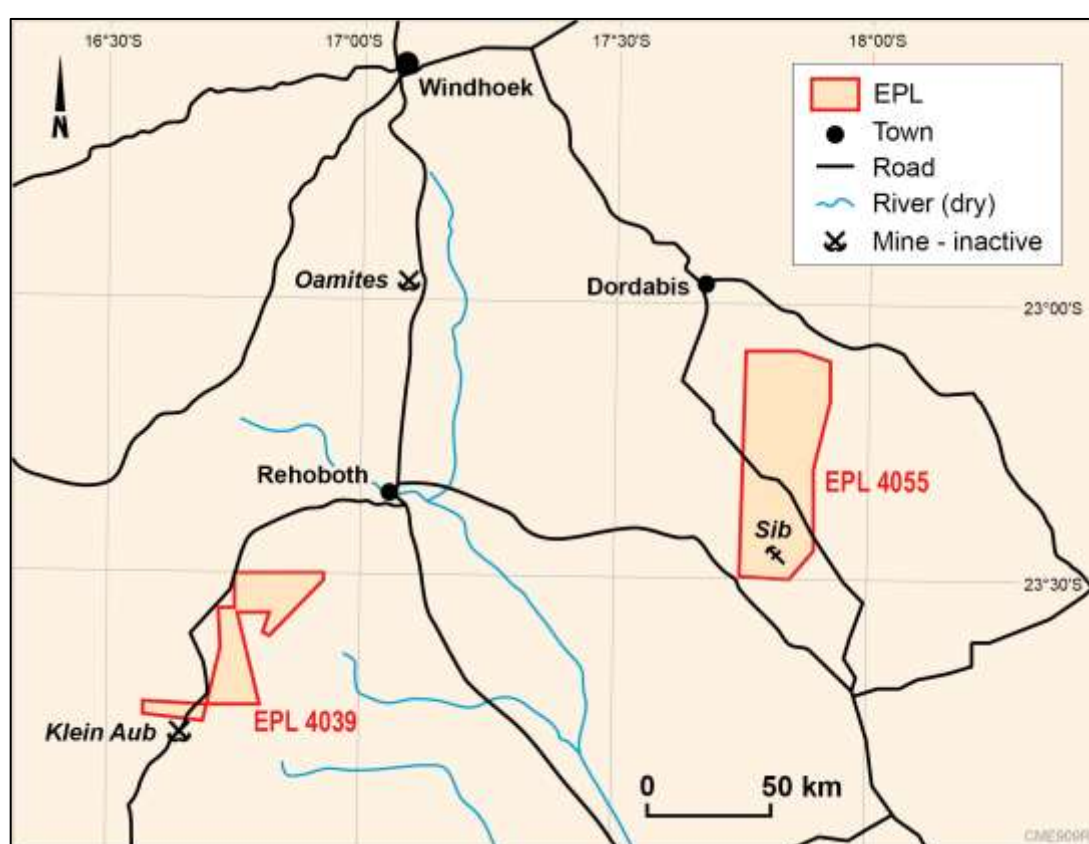 16°30'S
17°00'S
17°30'S
18°00'S
N
Windhoek
EPL
Town
Road
River (dry)
Mine - inactive
Oamites
Dordabis
23°00'S
Rehoboth
EPL 4055
Sib
23°30'S
Klein Aub
EPL 4039
0
50 km
CME909R